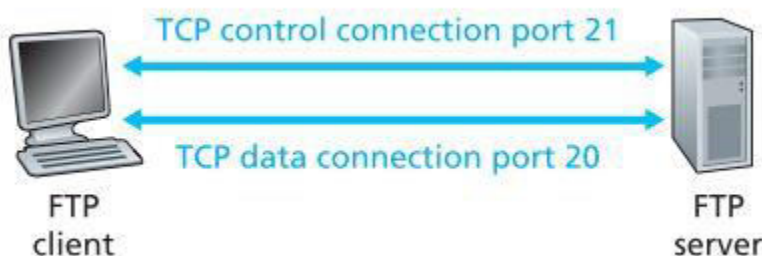 TCP control connection port 21
TCP data connection port 20
FTP
client
FTP
server